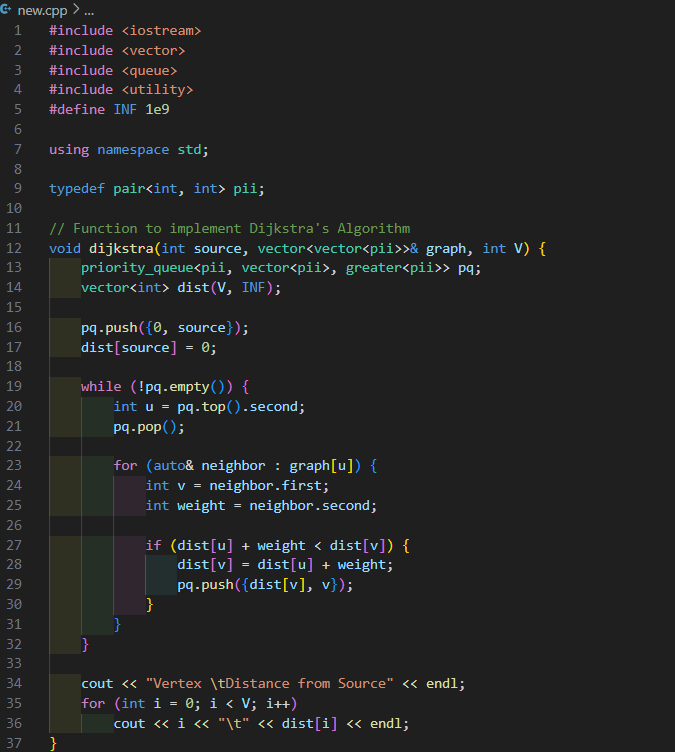 new.cpp > ...
1 #include <iostream>
2 #include <vector>
3 #include <queue>
4 #include <utility>
5 #define INF 1e9
6
7 using namespace std;
8
9 typedef pair<int, int> pii;
10
11 // Function to implement Dijkstra's Algorithm
12 void dijkstra(int source, vector<vector<pii>>& graph, int V) {
13     priority_queue<pii, vector<pii>, greater<pii>> pq;
14     vector<int> dist(V, INF);
15
16     pq.push({0, source});
17     dist[source] = 0;
18
19     while (!pq.empty()) {
20         int u = pq.top().second;
21         pq.pop();
22
23         for (auto& neighbor : graph[u]) {
24             int v = neighbor.first;
25             int weight = neighbor.second;
26
27             if (dist[u] + weight < dist[v]) {
28                 dist[v] = dist[u] + weight;
29                 pq.push({dist[v], v});
30             }
31         }
32     }
33
34     cout << "Vertex \tDistance from Source" << endl;
35     for (int i = 0; i < V; i++)
36         cout << i << "\t" << dist[i] << endl;
37 }